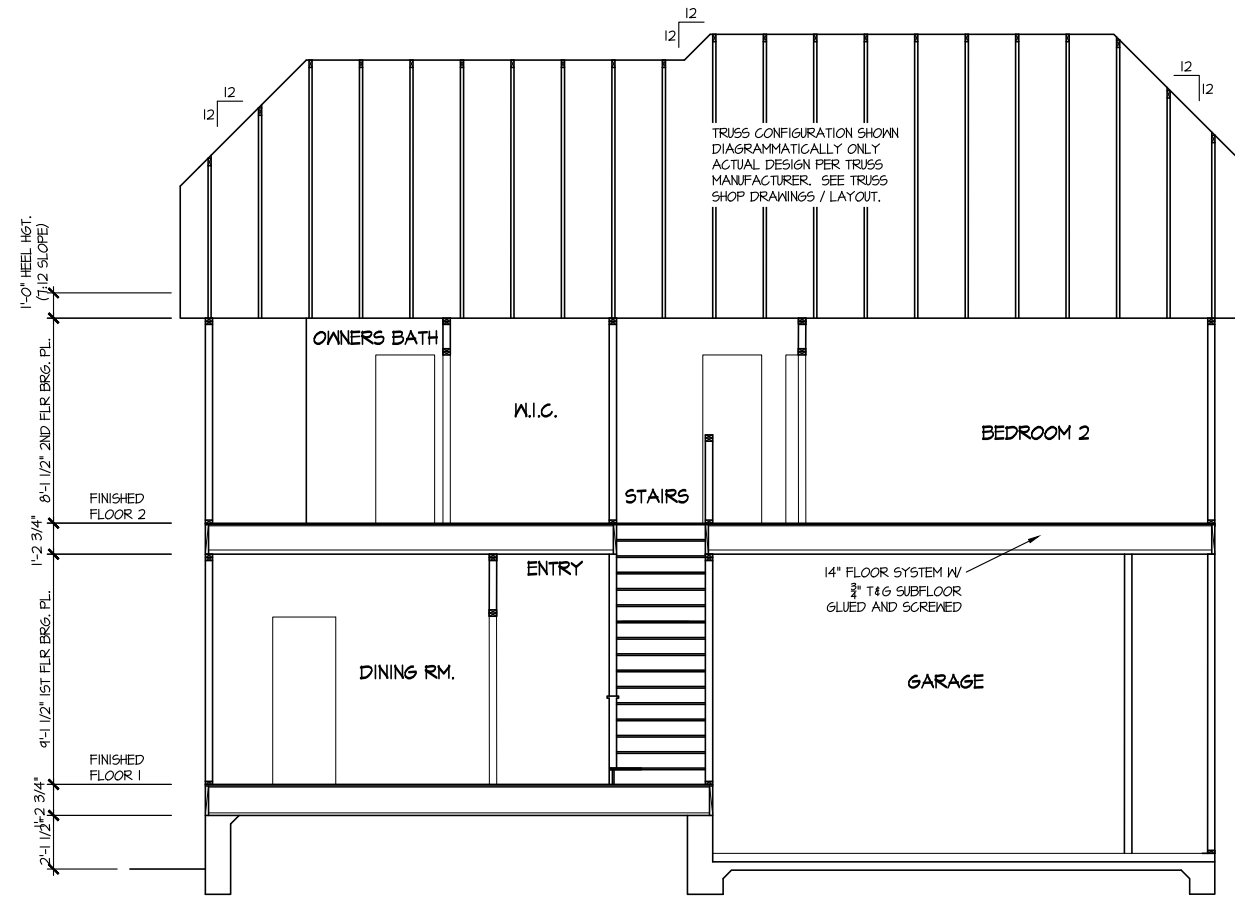 12
12
12
12
12
12
TRUSS CONFIGURATION SHOWN
DIAGRAMMATICALLY ONLY
ACTUAL DESIGN PER TRUSS
MANUFACTURER. SEE TRUSS
SHOP DRAWINGS / LAYOUT.
1'-0" HEEL HGT.
(7:12 SLOPE)
OWNERS BATH
W.I.C.
BEDROOM 2
STAIRS
8'-1 1/2" 2ND FLR BRG. PL.
FINISHED
FLOOR 2
1'-2 3/4"
ENTRY
14" FLOOR SYSTEM W/
3/4" T&G SUBFLOOR
GLUED AND SCREWED
DINING RM.
GARAGE
9'-1 1/2" 1ST FLR BRG. PL.
FINISHED
FLOOR 1
1'-2 3/4"
2'-1 1/2"